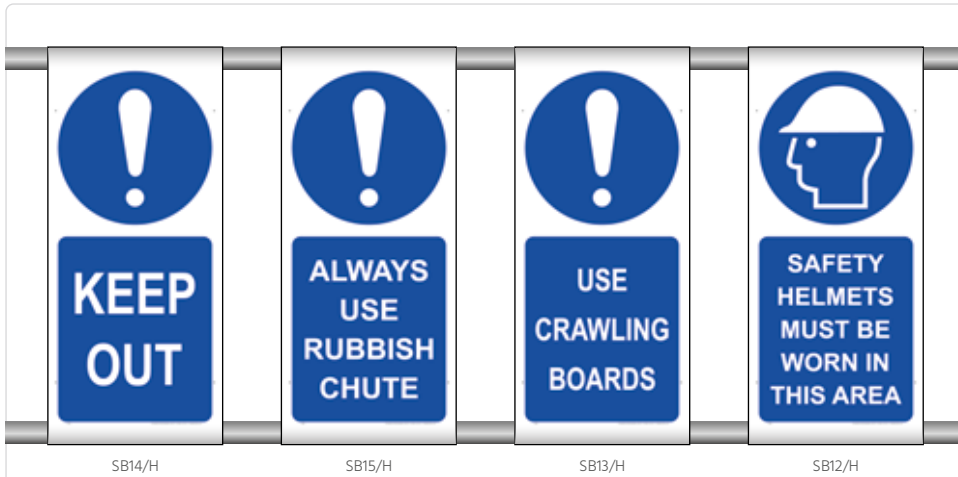 KEEP
OUT
SB14/H
ALWAYS
USE
RUBBISH
CHUTE
SB15/H
USE
CRAWLING
BOARDS
SB13/H
SAFETY
HELMETS
MUST BE
WORN IN
THIS AREA
SB12/H